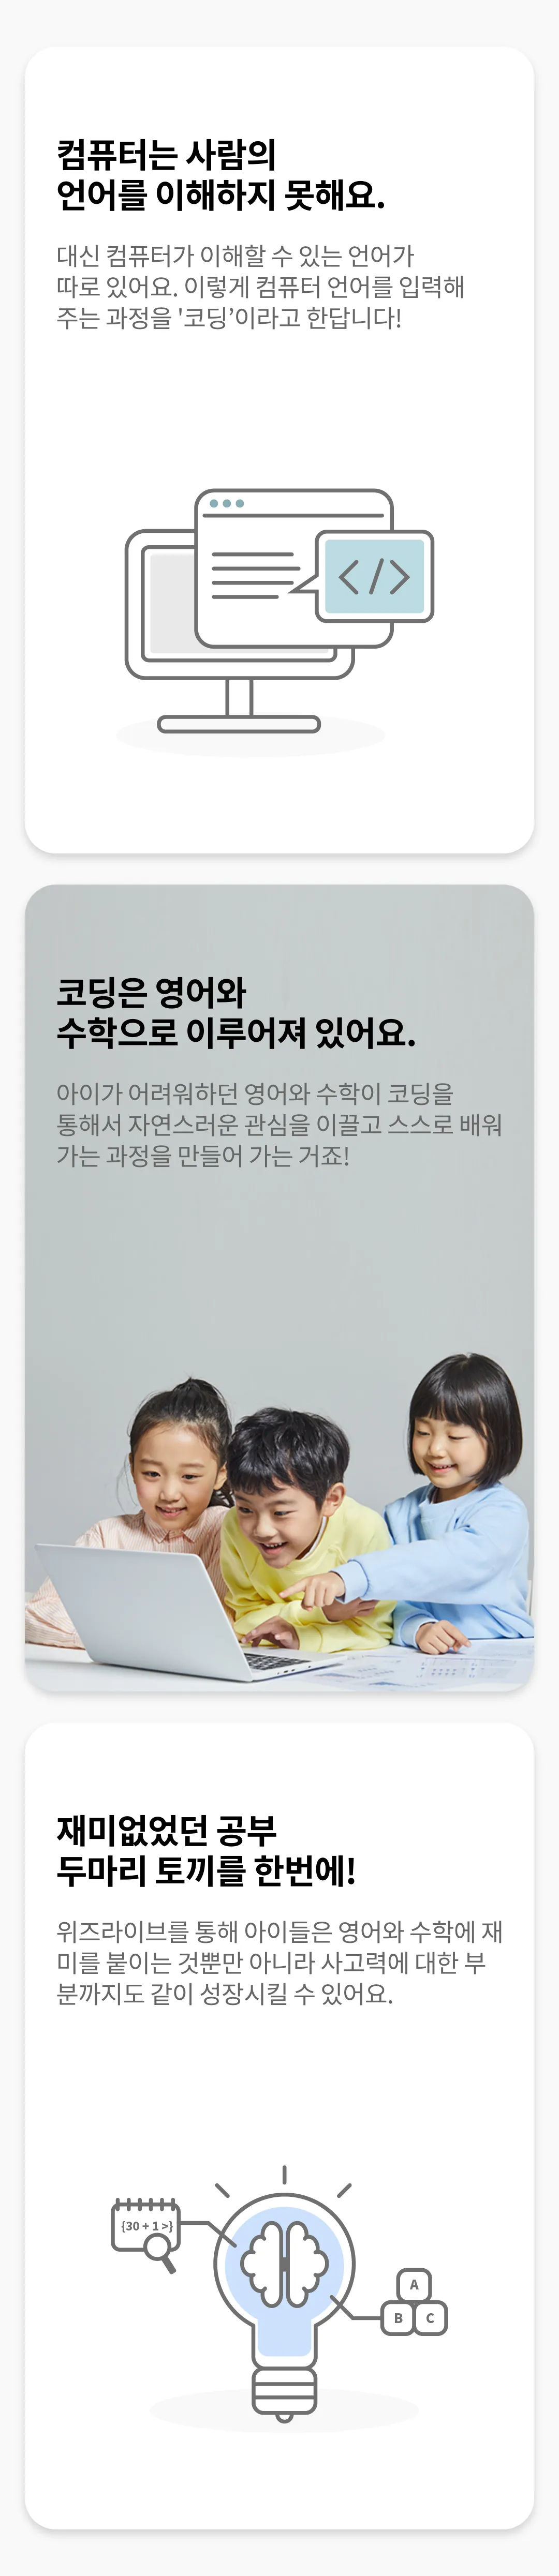 컴퓨터는 사람의
언어를 이해하지 못해요.
대신 컴퓨터가 이해할 수 있는 언어가
따로 있어요. 이렇게 컴퓨터 언어를 입력해
주는 과정을 '코딩’이라고 한답니다!
</>
코딩은 영어와
수학으로 이루어져 있어요.
아이가 어려워하던 영어와 수학이 코딩을
통해서 자연스러운 관심을 이끌고 스스로 배워
가는 과정을 만들어 가는 거죠!
재미없었던 공부
두마리 토끼를 한번에!
위즈라이브를 통해 아이들은 영어와 수학에 재
미를 붙이는 것뿐만 아니라 사고력에 대한 부
분까지도 같이 성장시킬 수 있어요.
{30 + 1 >}
A
B C